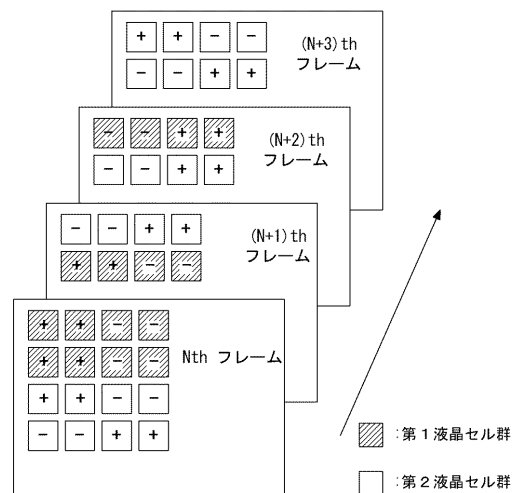 + + - -
- - + +
(N+3)th
フレーム
- - + +
- - + +
(N+2)th
フレーム
- - + +
+ + - -
(N+1)th
フレーム
+ + - -
+ + - -
+ + - -
- - + +
Nth フレーム
:第1液晶セル群
:第2液晶セル群